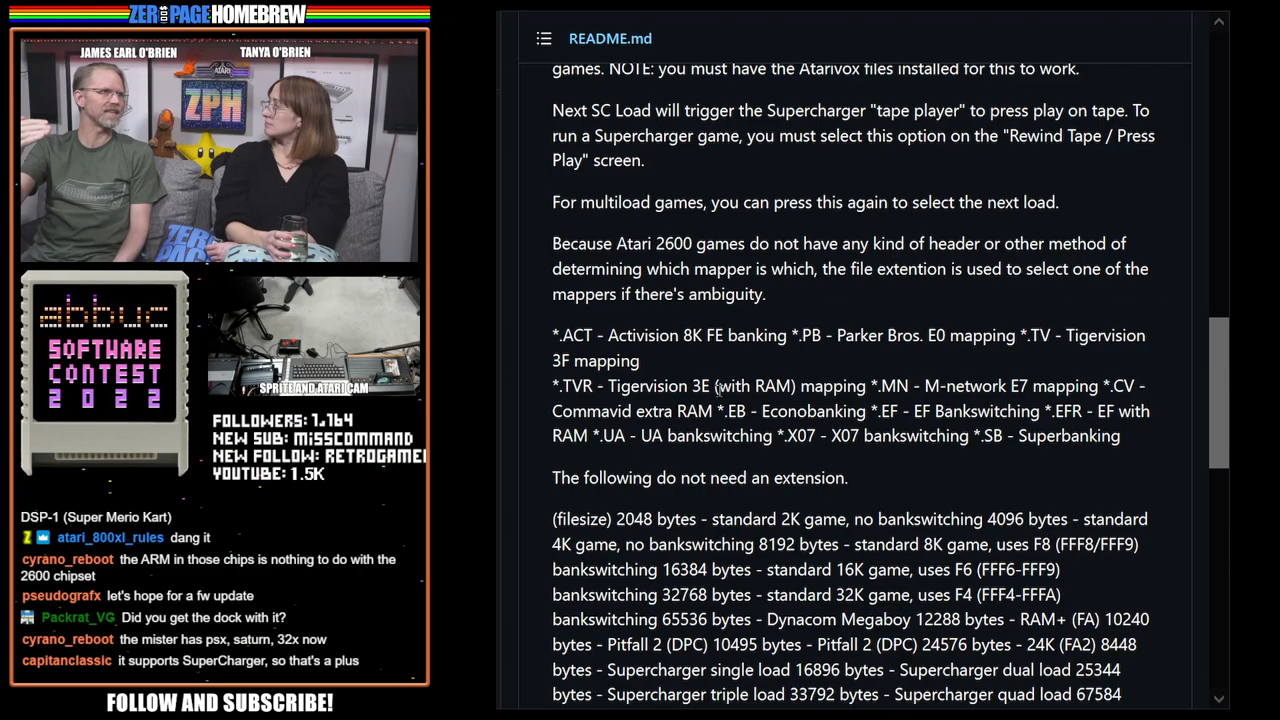 ZER PAGE HOMEBREW
JAMES EARL O'BRIEN
TANYA O'BRIEN
ATARI
ZPH
abbuc
SOFTWARE
CONTEST
2022
SPRITE AND ATARI CAM
FOLLOWERS: 1,164
NEW SUB: MISSCOMMAND
NEW FOLLOW: RETROGAME
YOUTUBE: 1.5K
DSP-1 (Super Merio Kart)
atari_800xl_rules dang it
cyrano_reboot the ARM in those chips is nothing to do with the
2600 chipset
pseudografx let's hope for a fw update
Packrat_VG Did you get the dock with it?
cyrano_reboot the mister has psx, saturn, 32x now
capitanclassic it supports SuperCharger, so that's a plus
FOLLOW AND SUBSCRIBE!
README.md
games. NOTE: you must have the Atarivox files installed for this to work.
Next SC Load will trigger the Supercharger "tape player" to press play on tape. To
run a Supercharger game, you must select this option on the "Rewind Tape / Press
Play" screen.
For multiload games, you can press this again to select the next load.
Because Atari 2600 games do not have any kind of header or other method of
determining which mapper is which, the file extention is used to select one of the
mappers if there's ambiguity.
*.ACT - Activision 8K FE banking *.PB - Parker Bros. E0 mapping *.TV - Tigervision
3F mapping
*.TVR - Tigervision 3E (with RAM) mapping *.MN - M-network E7 mapping *.CV -
Commavid extra RAM *.EB - Econobanking *.EF - EF Bankswitching *.EFR - EF with
RAM *.UA - UA bankswitching *.X07 - X07 bankswitching *.SB - Superbanking
The following do not need an extension.
(filesize) 2048 bytes - standard 2K game, no bankswitching 4096 bytes - standard
4K game, no bankswitching 8192 bytes - standard 8K game, uses F8 (FFF8/FFF9)
bankswitching 16384 bytes - standard 16K game, uses F6 (FFF6-FFF9)
bankswitching 32768 bytes - standard 32K game, uses F4 (FFF4-FFFA)
bankswitching 65536 bytes - Dynacom Megaboy 12288 bytes - RAM+ (FA) 10240
bytes - Pitfall 2 (DPC) 10495 bytes - Pitfall 2 (DPC) 24576 bytes - 24K (FA2) 8448
bytes - Supercharger single load 16896 bytes - Supercharger dual load 25344
bytes - Supercharger triple load 33792 bytes - Supercharger quad load 67584